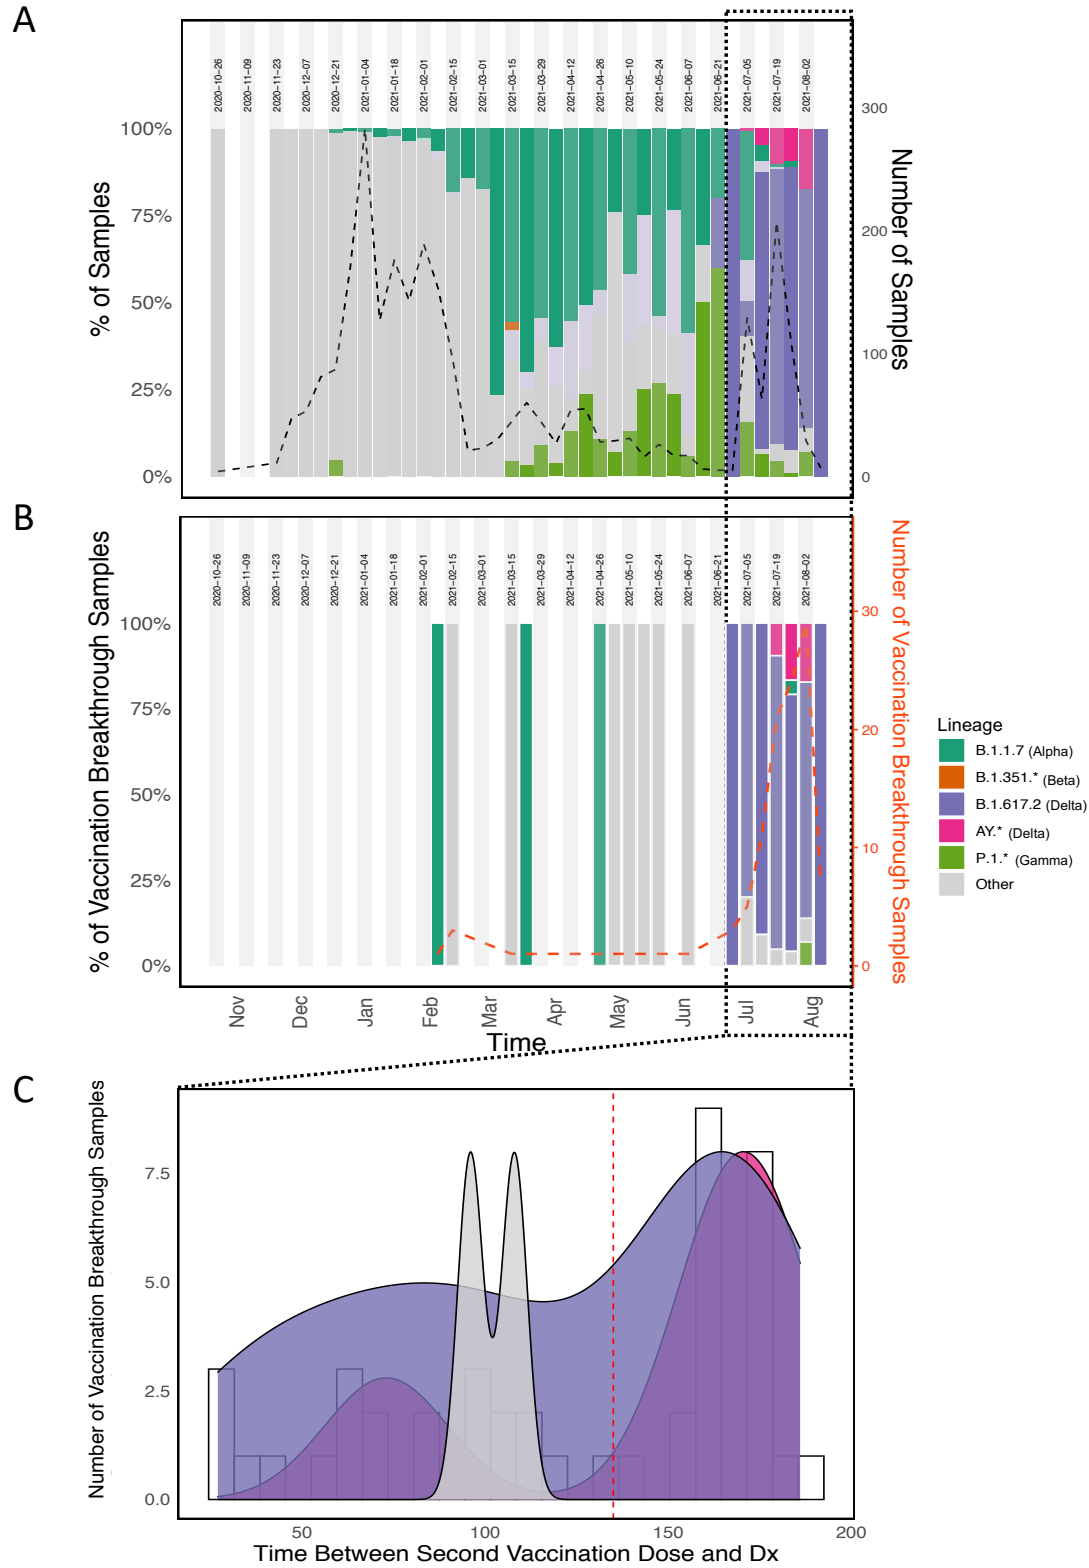 A
2020-10-26
2020-11-09
2020-11-23
2020-12-07
2020-12-21
2021-01-04
2021-01-18
2021-02-01
2021-02-15
2021-03-01
2021-03-15
2021-03-29
2021-04-12
2021-04-26
2021-05-10
2021-05-24
2021-06-07
2021-06-21
2021-07-05
2021-07-19
2021-08-02
% of Samples
100%
75%
50%
25%
0%
300
200
100
0
Number of Samples
B
2020-10-26
2020-11-09
2020-11-23
2020-12-07
2020-12-21
2021-01-04
2021-01-18
2021-02-01
2021-02-15
2021-03-01
2021-03-15
2021-03-29
2021-04-12
2021-04-26
2021-05-10
2021-05-24
2021-06-07
2021-06-21
2021-07-05
2021-07-19
2021-08-02
% of Vaccination Breakthrough Samples
100%
75%
50%
25%
0%
30
20
10
0
Number of Vaccination Breakthrough Samples
Nov
Dec
Jan
Feb
Mar
Apr
May
Jun
Jul
Aug
Time
Lineage
B.1.1.7 (Alpha)
B.1.351.* (Beta)
B.1.617.2 (Delta)
AY.* (Delta)
P.1.* (Gamma)
Other
C
Number of Vaccination Breakthrough Samples
7.5
5.0
2.5
0.0
50
100
150
200
Time Between Second Vaccination Dose and Dx